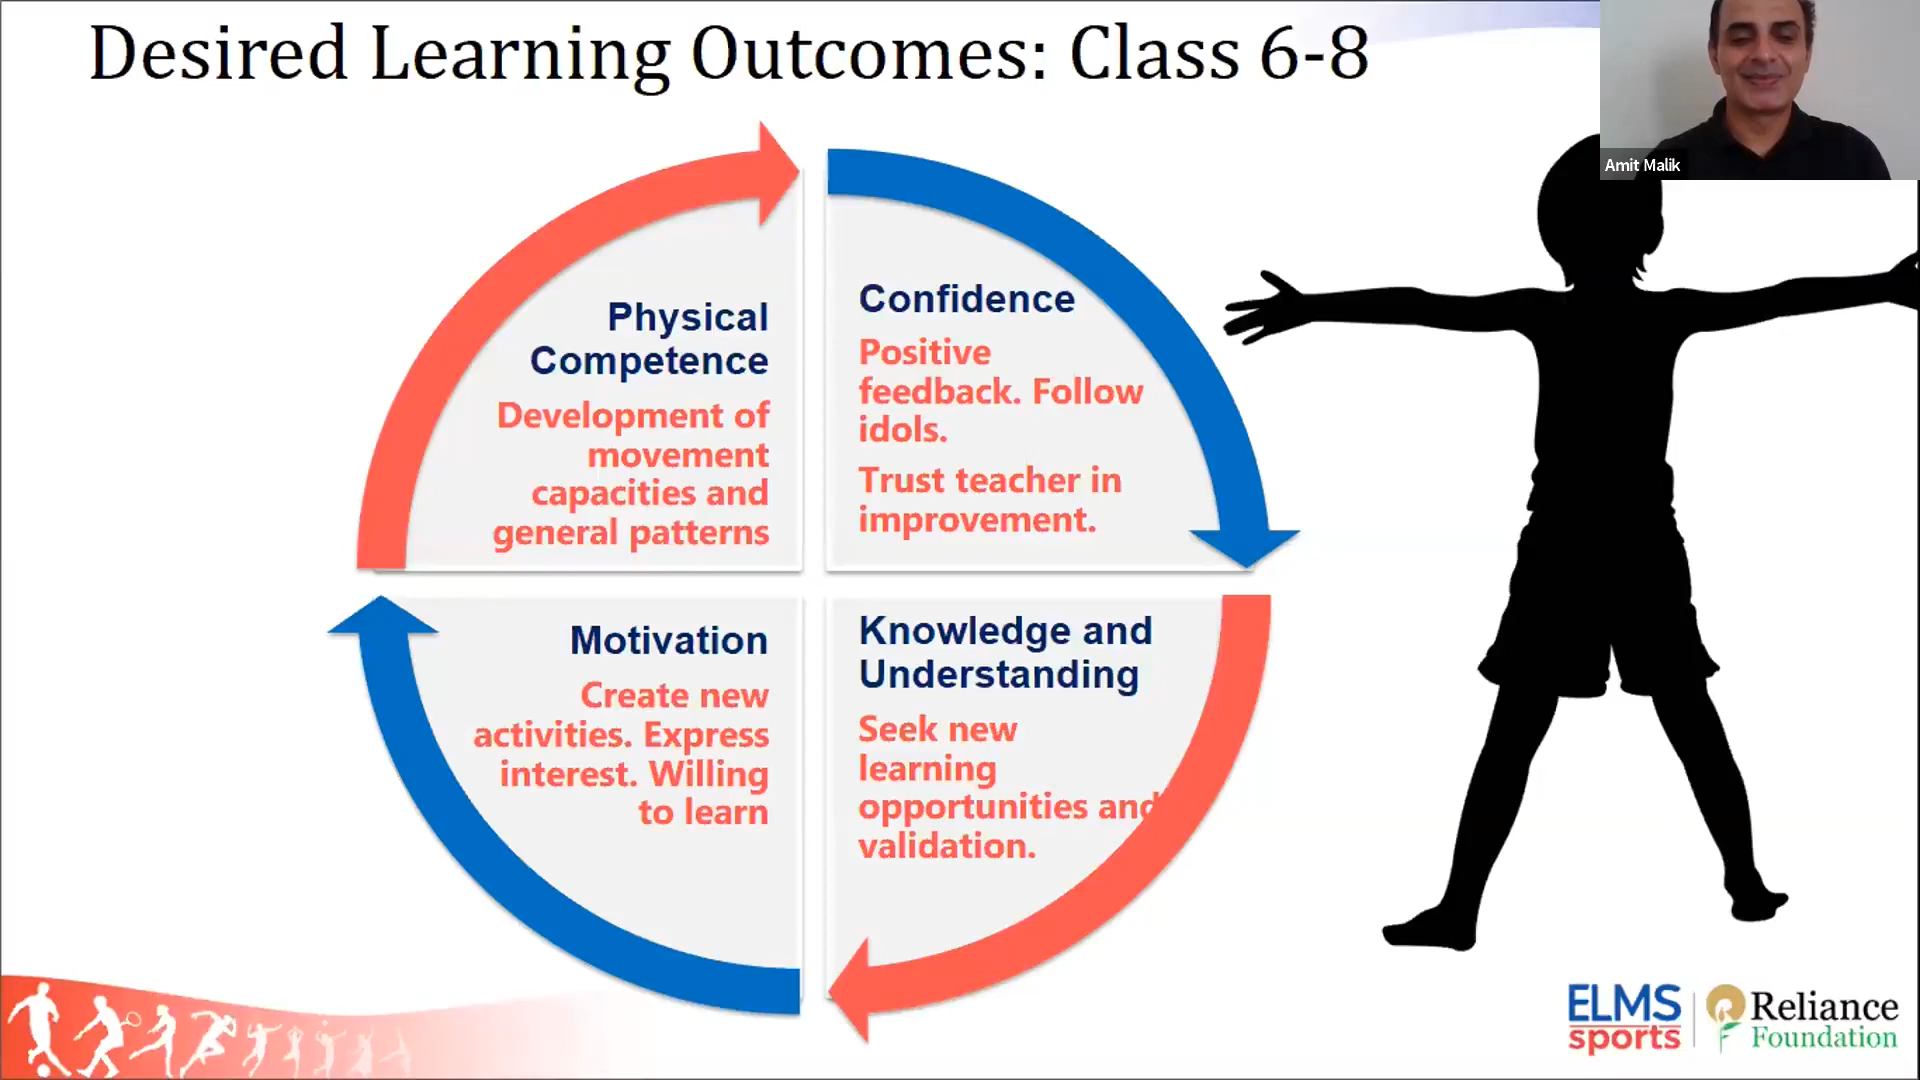 Desired Learning Outcomes: Class 6-8
Amit Malik
Physical
Competence
Development of
movement
capacities and
general patterns
Confidence
Positive
feedback. Follow
idols.
Trust teacher in
improvement.
Motivation
Create new
activities. Express
interest. Willing
to learn
Knowledge and
Understanding
Seek new
learning
opportunities and
validation.
ELMS
sports
Reliance
Foundation